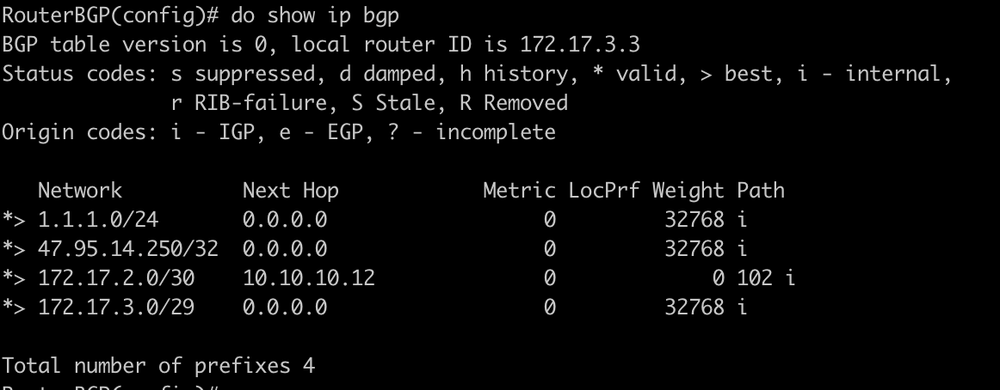 RouterBGP(config)# do show ip bgp
BGP table version is 0, local router ID is 172.17.3.3
Status codes: s suppressed, d damped, h history, * valid, > best, i - internal,
              r RIB-failure, S Stale, R Removed
Origin codes: i - IGP, e - EGP, ? - incomplete

   Network          Next Hop            Metric LocPrf Weight Path
*> 1.1.1.0/24       0.0.0.0                  0         32768 i
*> 47.95.14.250/32  0.0.0.0                  0         32768 i
*> 172.17.2.0/30    10.10.10.12              0             0 102 i
*> 172.17.3.0/29    0.0.0.0                  0         32768 i

Total number of prefixes 4